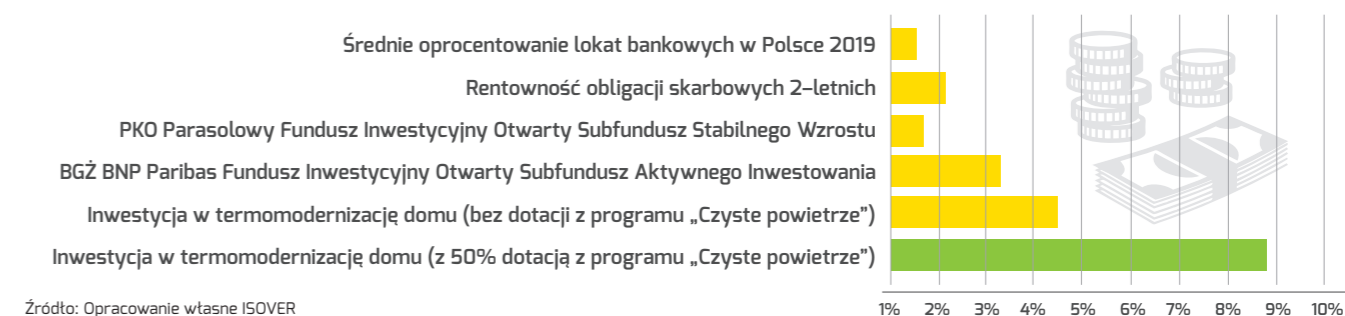 Średnie oprocentowanie lokat bankowych w Polsce 2019
Rentowność obligacji skarbowych 2–letnich
PKO Parasolowy Fundusz Inwestycyjny Otwarty Subfundusz Stabilnego Wzrostu
BGŻ BNP Paribas Fundusz Inwestycyjny Otwarty Subfundusz Aktywnego Inwestowania
Inwestycja w termomodernizację domu (bez dotacji z programu „Czyste powietrze”)
Inwestycja w termomodernizację domu (z 50% dotacją z programu „Czyste powietrze”)
1% 2% 3% 4% 5% 6% 7% 8% 9% 10%
Źródło: Opracowanie własne ISOVER